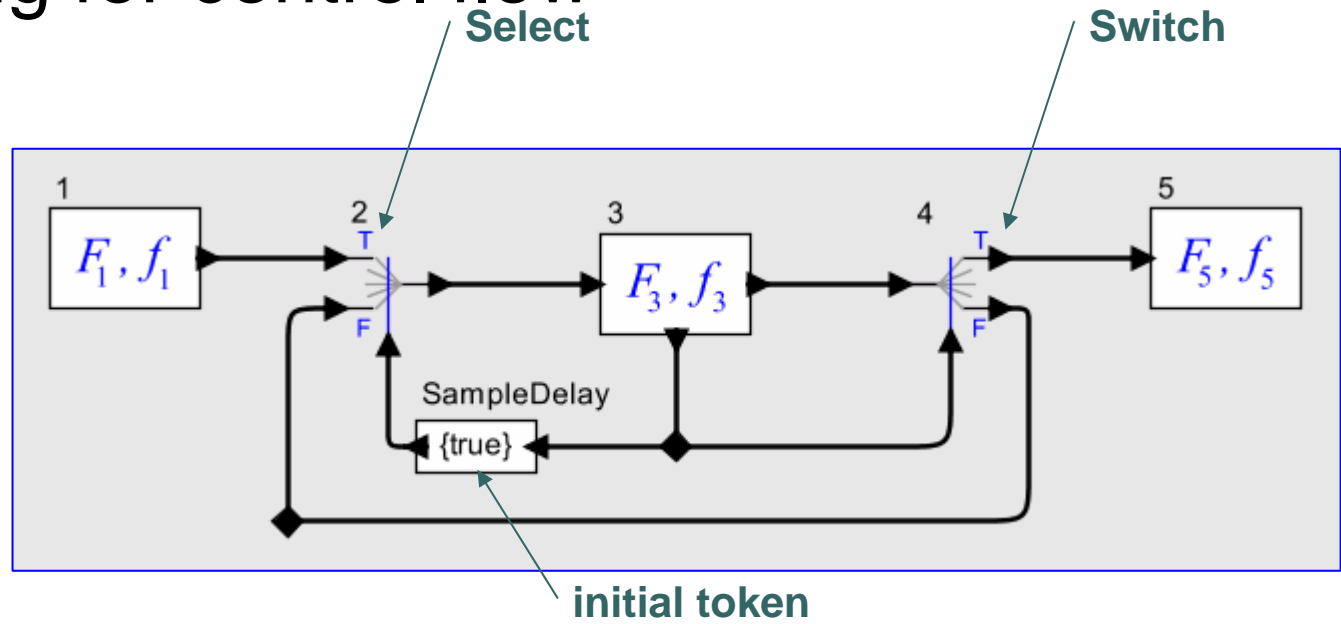 Select
Switch
1
2
3
4
5
T
T
F₁, f₁
F₃, f₃
F₅, f₅
F
F
SampleDelay
{true}
initial token